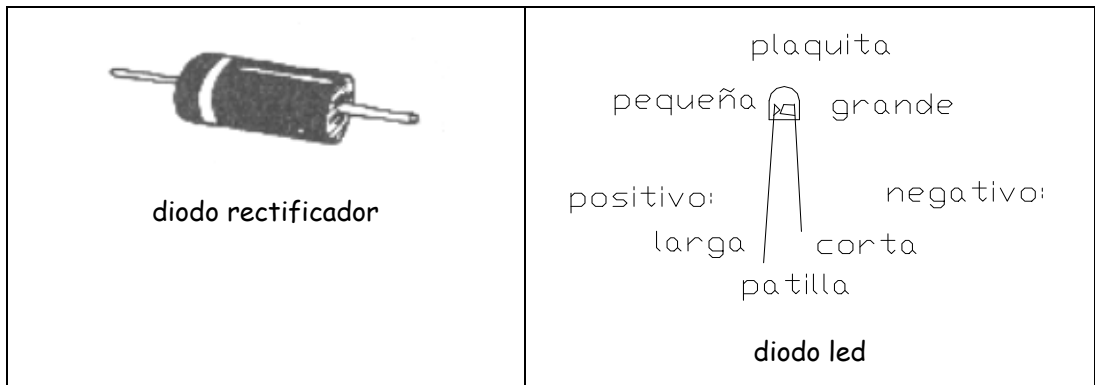 diodo rectificador
plaquita
pequeña grande
positivo: negativo:
larga corta
patilla
diodo led